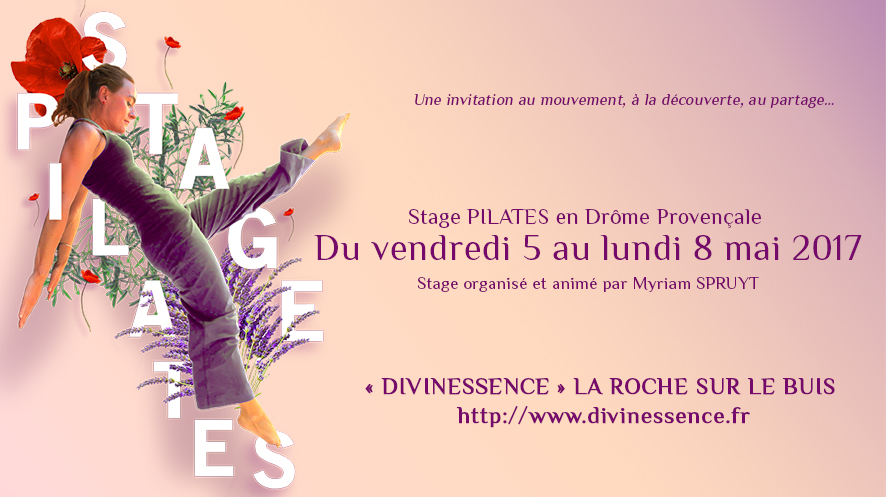 STAGE
PILATES
Une invitation au mouvement, à la découverte, au partage...
Stage PILATES en Drôme Provençale
Du vendredi 5 au lundi 8 mai 2017
Stage organisé et animé par Myriam SPRUYT
« DIVINESSENCE » LA ROCHE SUR LE BUIS
http://www.divinessence.fr